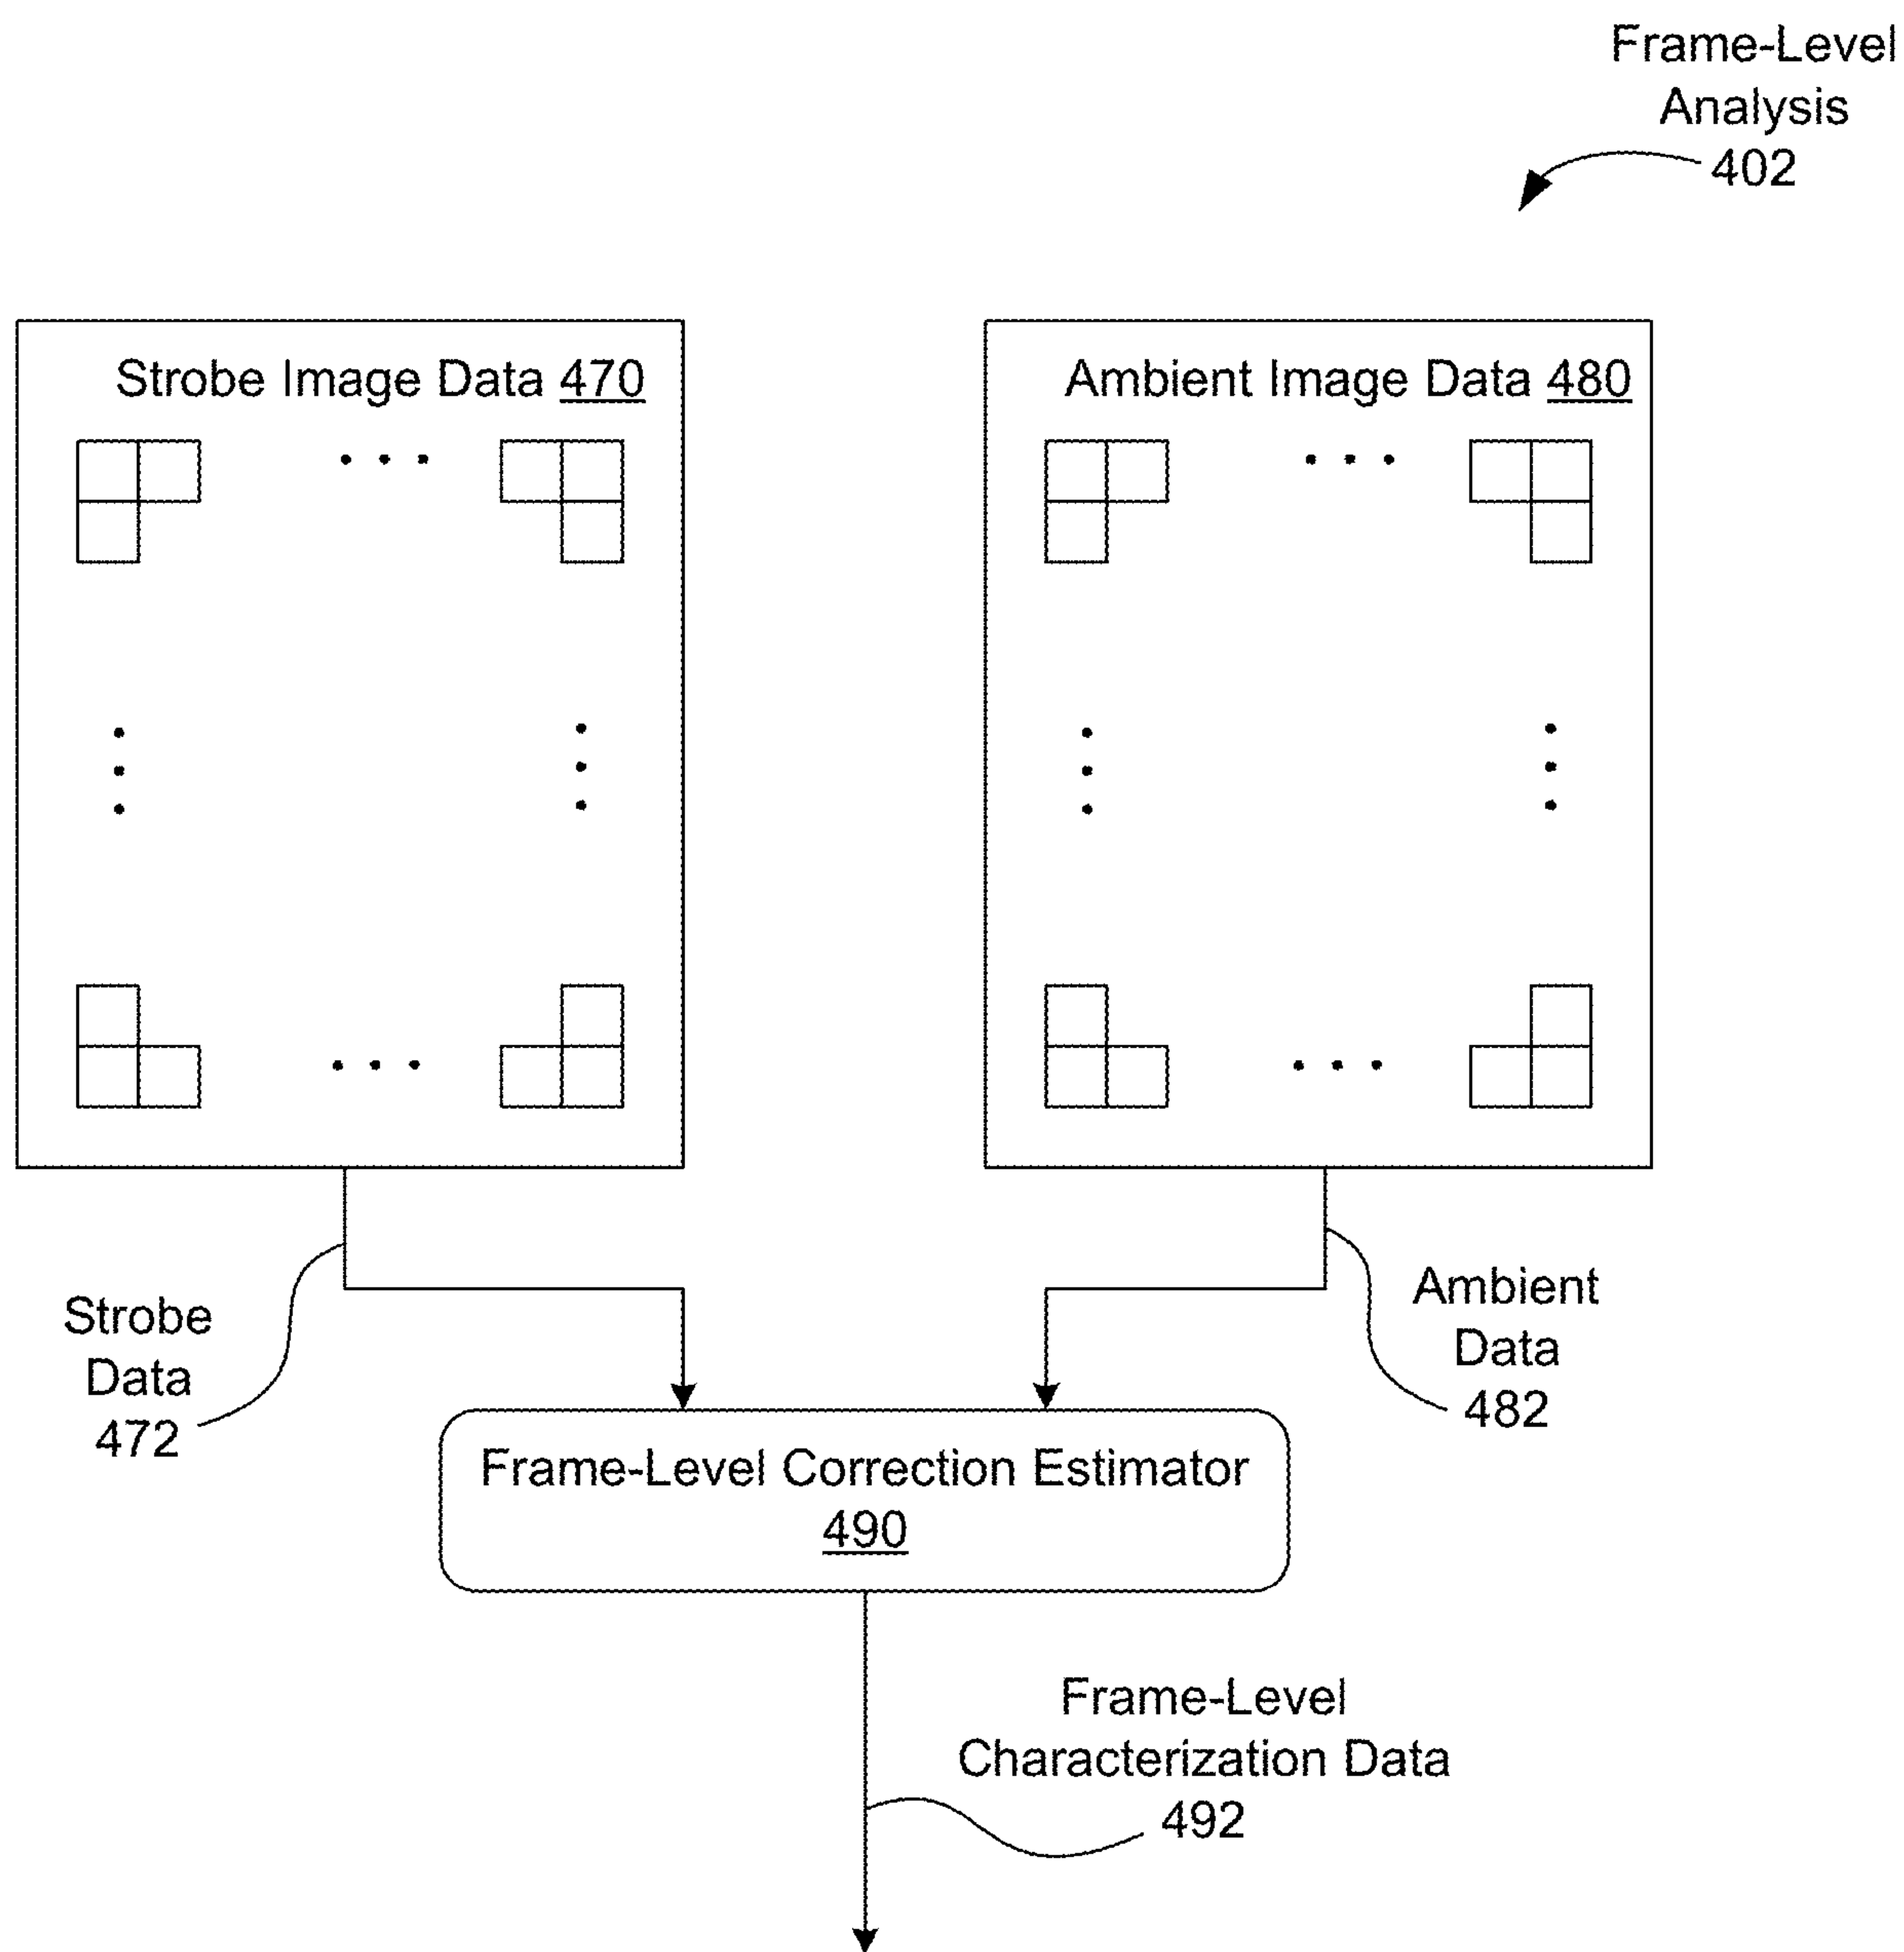 Frame-Level
Analysis
402
Strobe Image Data 470
Ambient Image Data 480
Strobe
Data
472
Ambient
Data
482
Frame-Level Correction Estimator
490
Frame-Level
Characterization Data
492